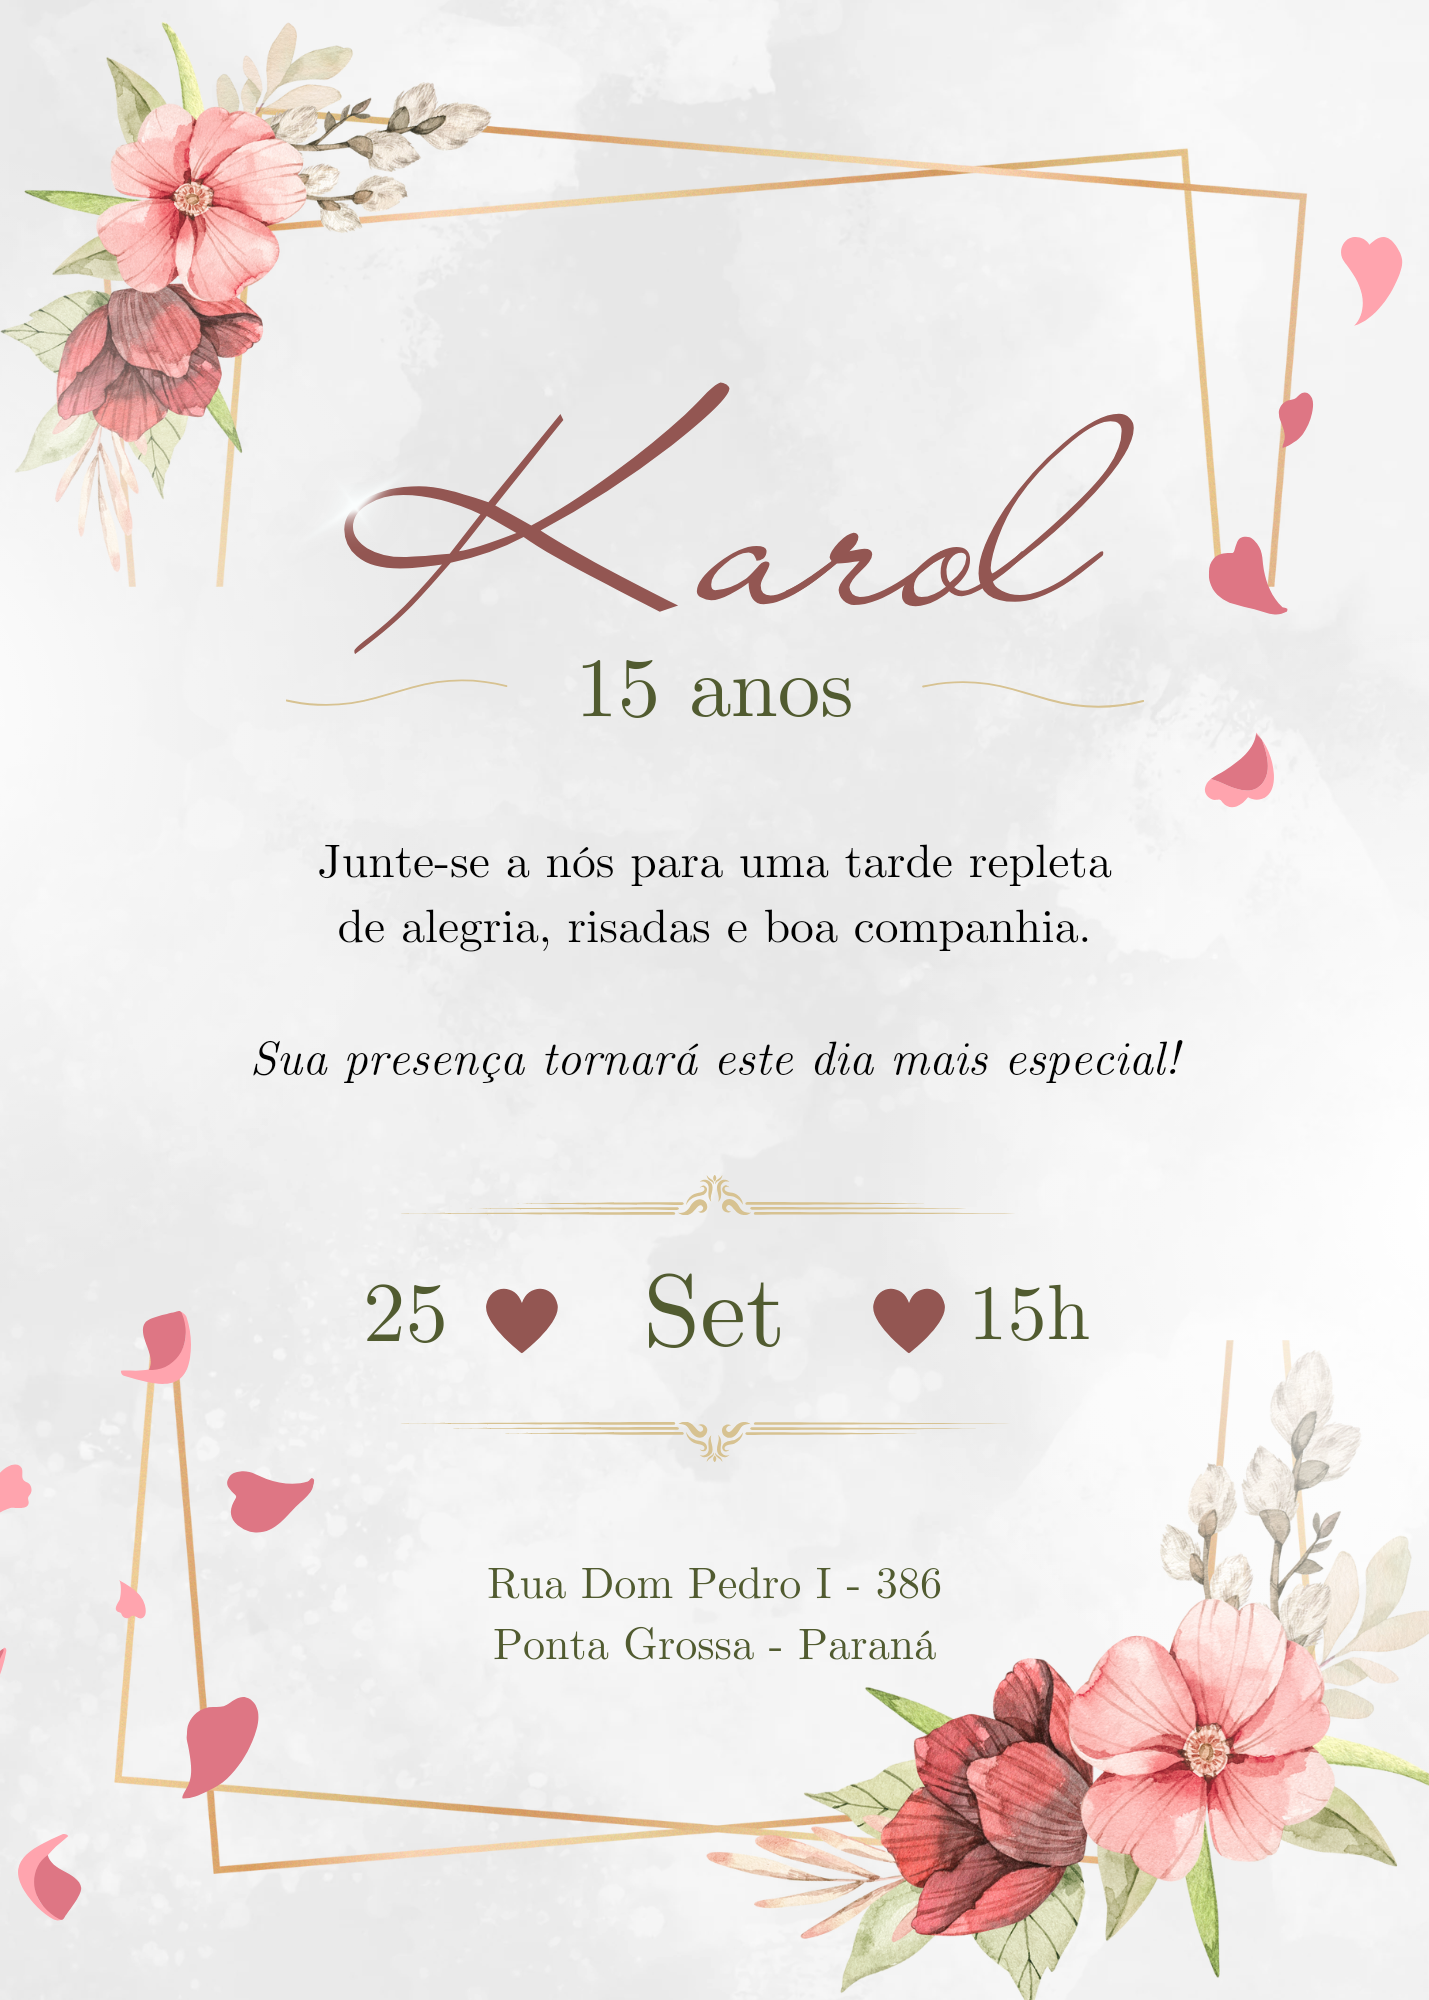 Karol
15 anos
Junte-se a nós para uma tarde repleta
de alegria, risadas e boa companhia.
Sua presença tornará este dia mais especial!
25 Set 15h
Rua Dom Pedro I - 386
Ponta Grossa - Paraná